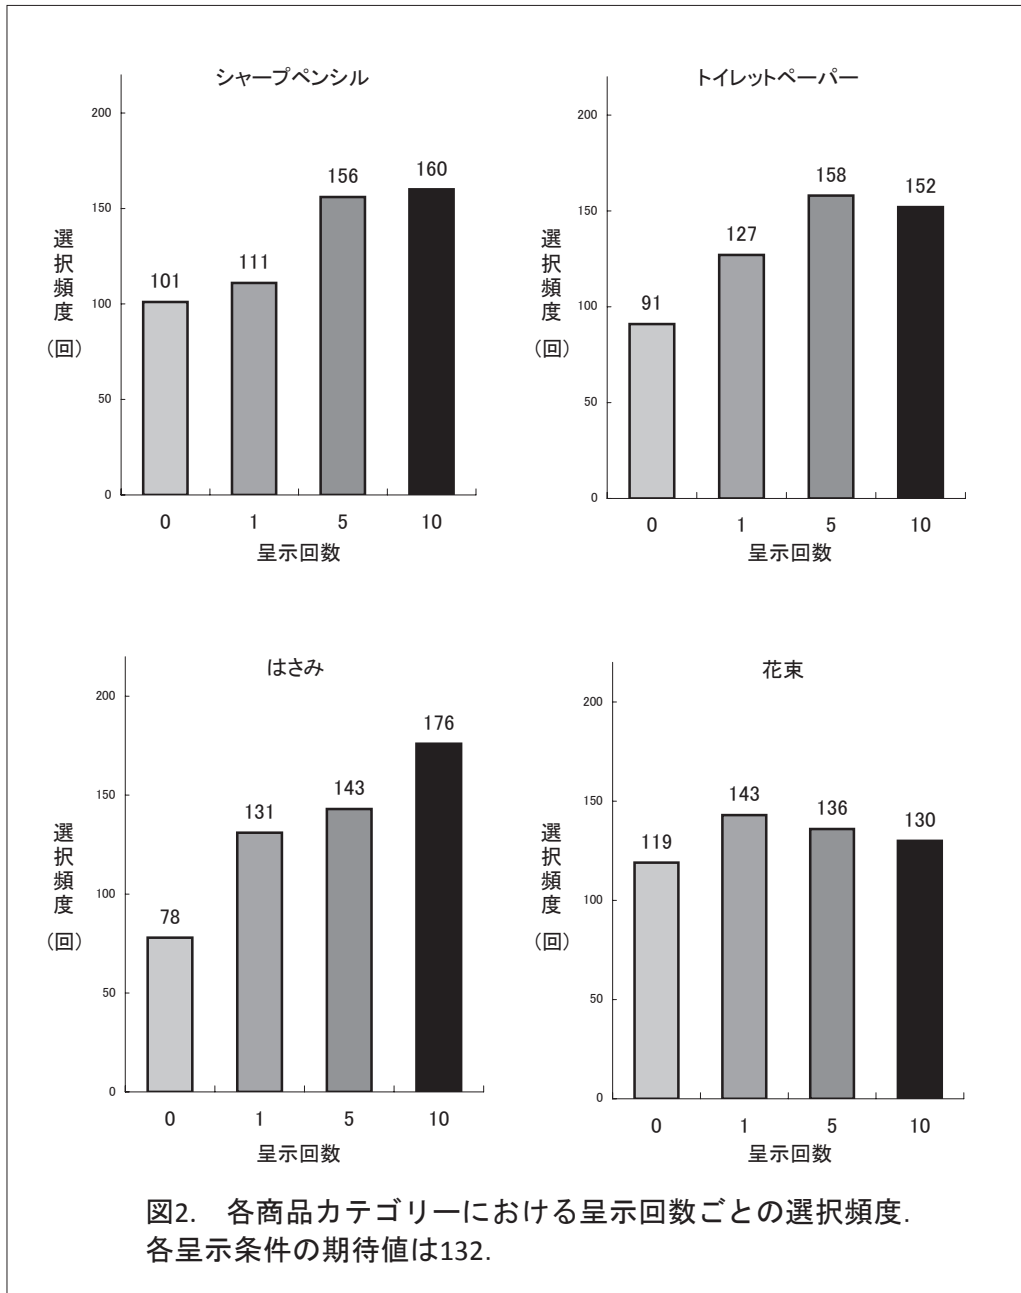 シャープペンシル
200
150
100
50
0
選択頻度
(回)
101
111
156
160
0 1 5 10
呈示回数
トイレットペーパー
200
150
100
50
0
選択頻度
(回)
91
127
158
152
0 1 5 10
呈示回数
はさみ
200
150
100
50
0
選択頻度
(回)
78
131
143
176
0 1 5 10
呈示回数
花束
200
150
100
50
0
選択頻度
(回)
119
143
136
130
0 1 5 10
呈示回数
図2.　各商品カテゴリーにおける呈示回数ごとの選択頻度.
各呈示条件の期待値は132.